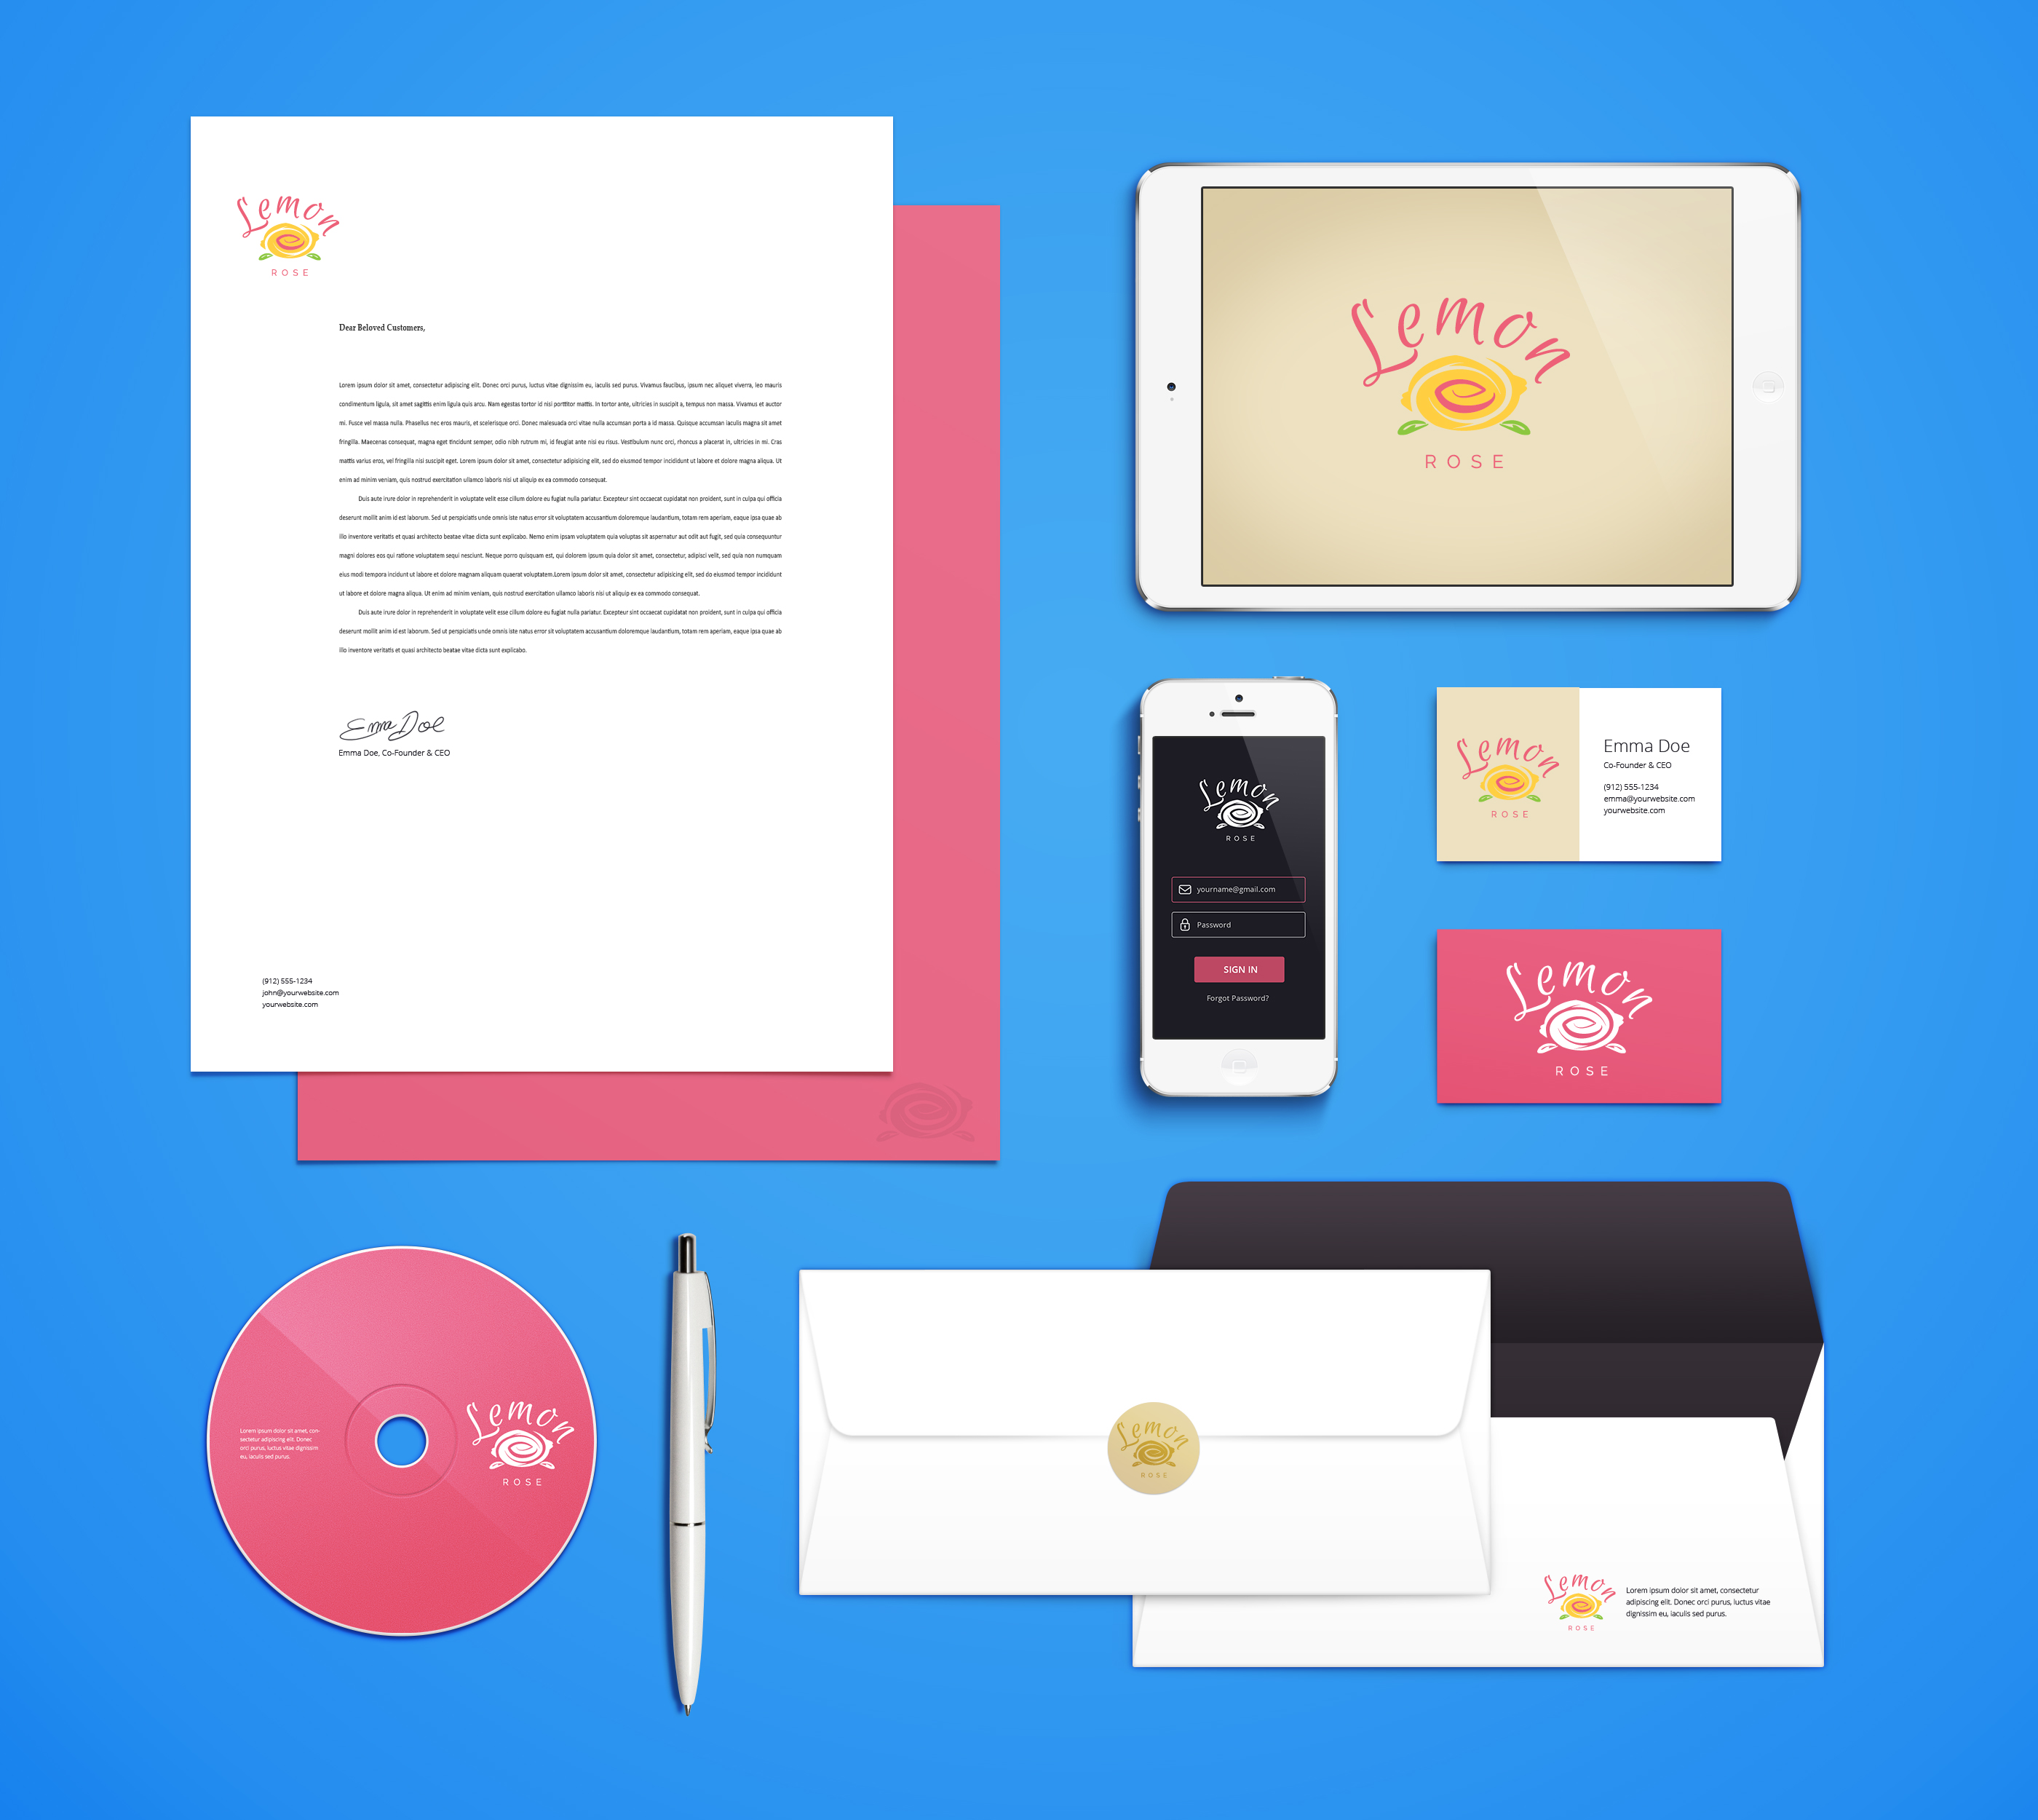 Lemon
ROSE
Dear Beloved Customers,
Lorem ipsum dolor sit amet, consectetur adipiscing elit. Donec orci purus, luctus vitae dignissim eu, iaculis sed purus. Vivamus faucibus, ipsum nec aliquet viverra, leo mauris
condimentum ligula, sit amet sagittis enim ligula quis arcu. Nam egestas tortor id nisi porttitor mattis. In tortor ante, ultricies in suscipit a, tempus non massa. Vivamus et auctor
mi. Fusce vel massa nulla. Phasellus nec eros mauris, et scelerisque orci. Donec malesuada orci vitae nulla accumsan porta a id massa. Quisque accumsan iaculis magna sit amet
fringilla. Maecenas consequat, magna eget tincidunt semper, odio nibh rutrum mi, id feugiat ante nisi eu risus. Vestibulum nunc orci, rhoncus a placerat in, ultricies in mi. Cras
mattis varius eros, vel fringilla nisi suscipit eget. Lorem ipsum dolor sit amet, consectetur adipisicing elit, sed do eiusmod tempor incididunt ut labore et dolore magna aliqua. Ut
enim ad minim veniam, quis nostrud exercitation ullamco laboris nisi ut aliquip ex ea commodo consequat.
Duis aute irure dolor in reprehenderit in voluptate velit esse cillum dolore eu fugiat nulla pariatur. Excepteur sint occaecat cupidatat non proident, sunt in culpa qui officia
deserunt mollit anim id est laborum. Sed ut perspiciatis unde omnis iste natus error sit voluptatem accusantium doloremque laudantium, totam rem aperiam, eaque ipsa quae ab
illo inventore veritatis et quasi architecto beatae vitae dicta sunt explicabo. Nemo enim ipsam voluptatem quia voluptas sit aspernatur aut odit aut fugit, sed quia consequuntur
magni dolores eos qui ratione voluptatem sequi nesciunt. Neque porro quisquam est, qui dolorem ipsum quia dolor sit amet, consectetur, adipisci velit, sed quia non numquam
eius modi tempora incidunt ut labore et dolore magnam aliquam quaerat voluptatem.Lorem ipsum dolor sit amet, consectetur adipisicing elit, sed do eiusmod tempor incididunt
ut labore et dolore magna aliqua. Ut enim ad minim veniam, quis nostrud exercitation ullamco laboris nisi ut aliquip ex ea commodo consequat.
Duis aute irure dolor in reprehenderit in voluptate velit esse cillum dolore eu fugiat nulla pariatur. Excepteur sint occaecat cupidatat non proident, sunt in culpa qui officia
deserunt mollit anim id est laborum. Sed ut perspiciatis unde omnis iste natus error sit voluptatem accusantium doloremque laudantium, totam rem aperiam, eaque ipsa quae ab
illo inventore veritatis et quasi architecto beatae vitae dicta sunt explicabo.
Emma Doe
Emma Doe, Co-Founder & CEO
(912) 555-1234
john@yourwebsite.com
yourwebsite.com
Lemon
ROSE
Lemon
ROSE
yourname@gmail.com
Password
SIGN IN
Forgot Password?
Lemon
ROSE
Emma Doe
Co-Founder & CEO
(912) 555-1234
emma@yourwebsite.com
yourwebsite.com
Lemon
ROSE
Lorem ipsum dolor sit amet, con-
sectetur adipiscing elit. Donec
orci purus, luctus vitae dignissim
eu, iaculis sed purus.
Lemon
ROSE
Lemon
ROSE
Lemon
ROSE
Lorem ipsum dolor sit amet, consectetur
adipiscing elit. Donec orci purus, luctus vitae
dignissim eu, iaculis sed purus.